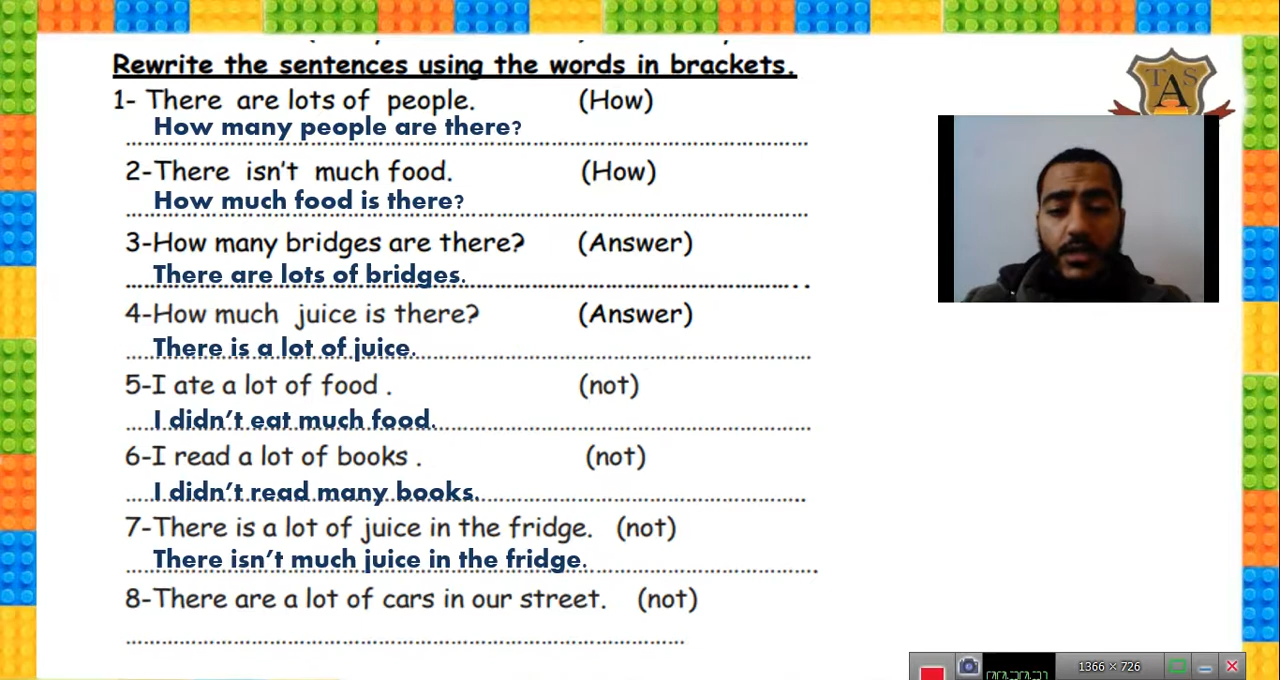 Rewrite the sentences using the words in brackets.
1- There are lots of people. (How)
How many people are there?
2-There isn't much food. (How)
How much food is there?
3-How many bridges are there? (Answer)
There are lots of bridges.
4-How much juice is there? (Answer)
There is a lot of juice.
5-I ate a lot of food . (not)
I didn't eat much food.
6-I read a lot of books . (not)
I didn't read many books.
7-There is a lot of juice in the fridge. (not)
There isn't much juice in the fridge.
8-There are a lot of cars in our street. (not)
TAS
1366 × 726